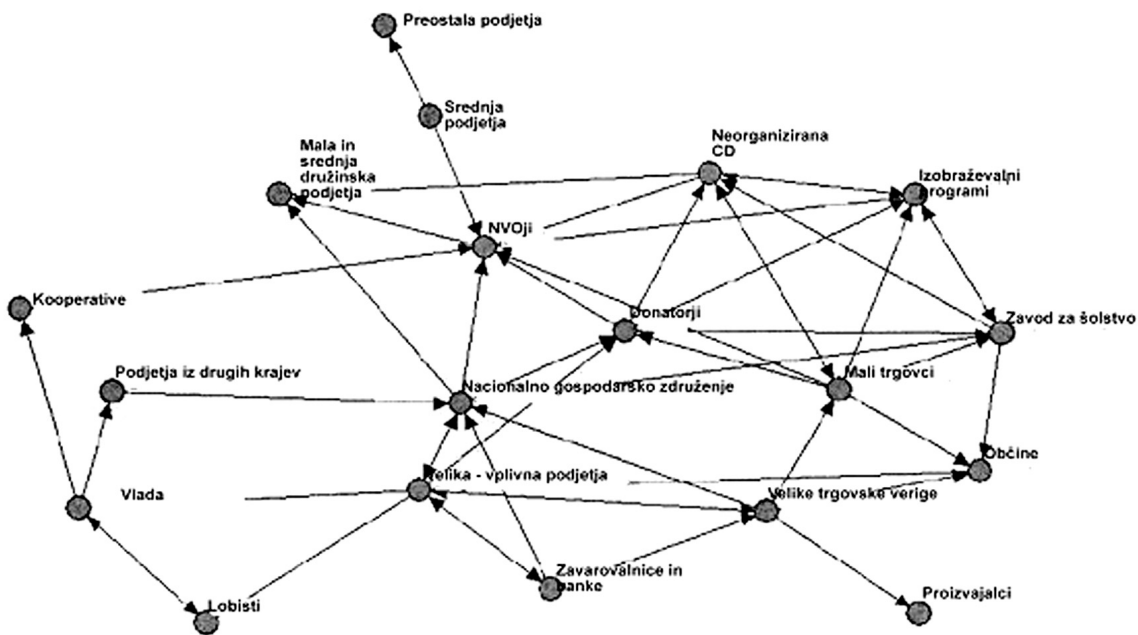 Preostala podjetja
Srednja
podjetja
Neorganizirana
CD
Mala in
srednja
družinska
podjetja
Izobraževalni
programi
NVOji
Kooperative
Donatorji
Zavod za šolstvo
Podjetja iz drugih krajev
Nacionalno gospodarsko združenje
Mali trgovci
Občine
Velika - vplivna podjetja
Vlada
Velike trgovske verige
Zavarovalnice in
banke
Lobisti
Proizvajalci